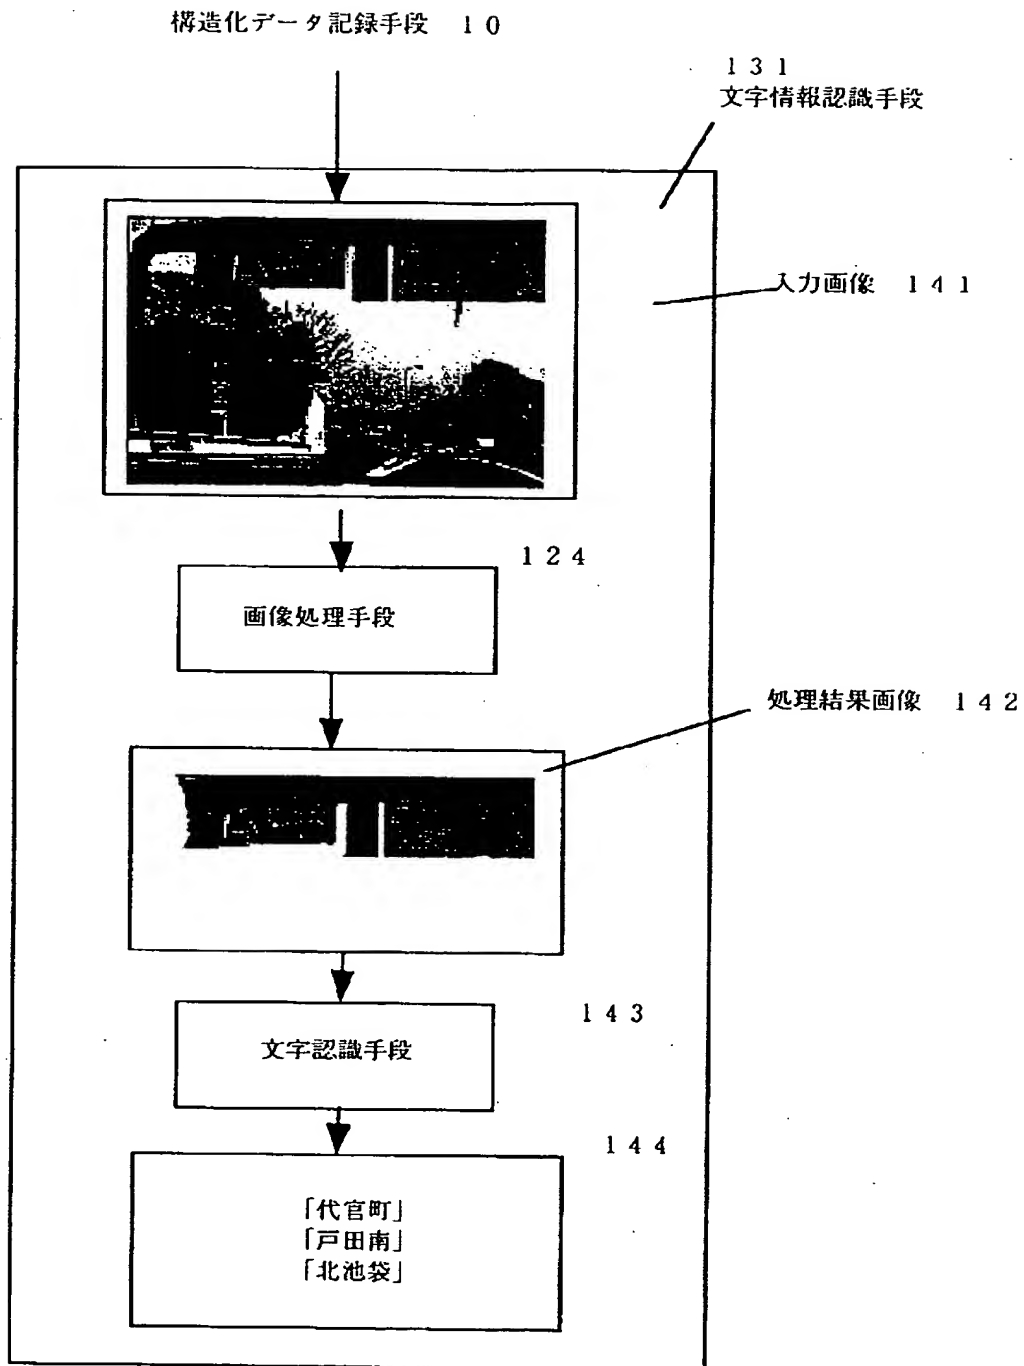 構造化データ記録手段 10
131
文字情報認識手段
入力画像 141
124
画像処理手段
処理結果画像 142
143
文字認識手段
144
「代官町」
「戸田南」
「北池袋」